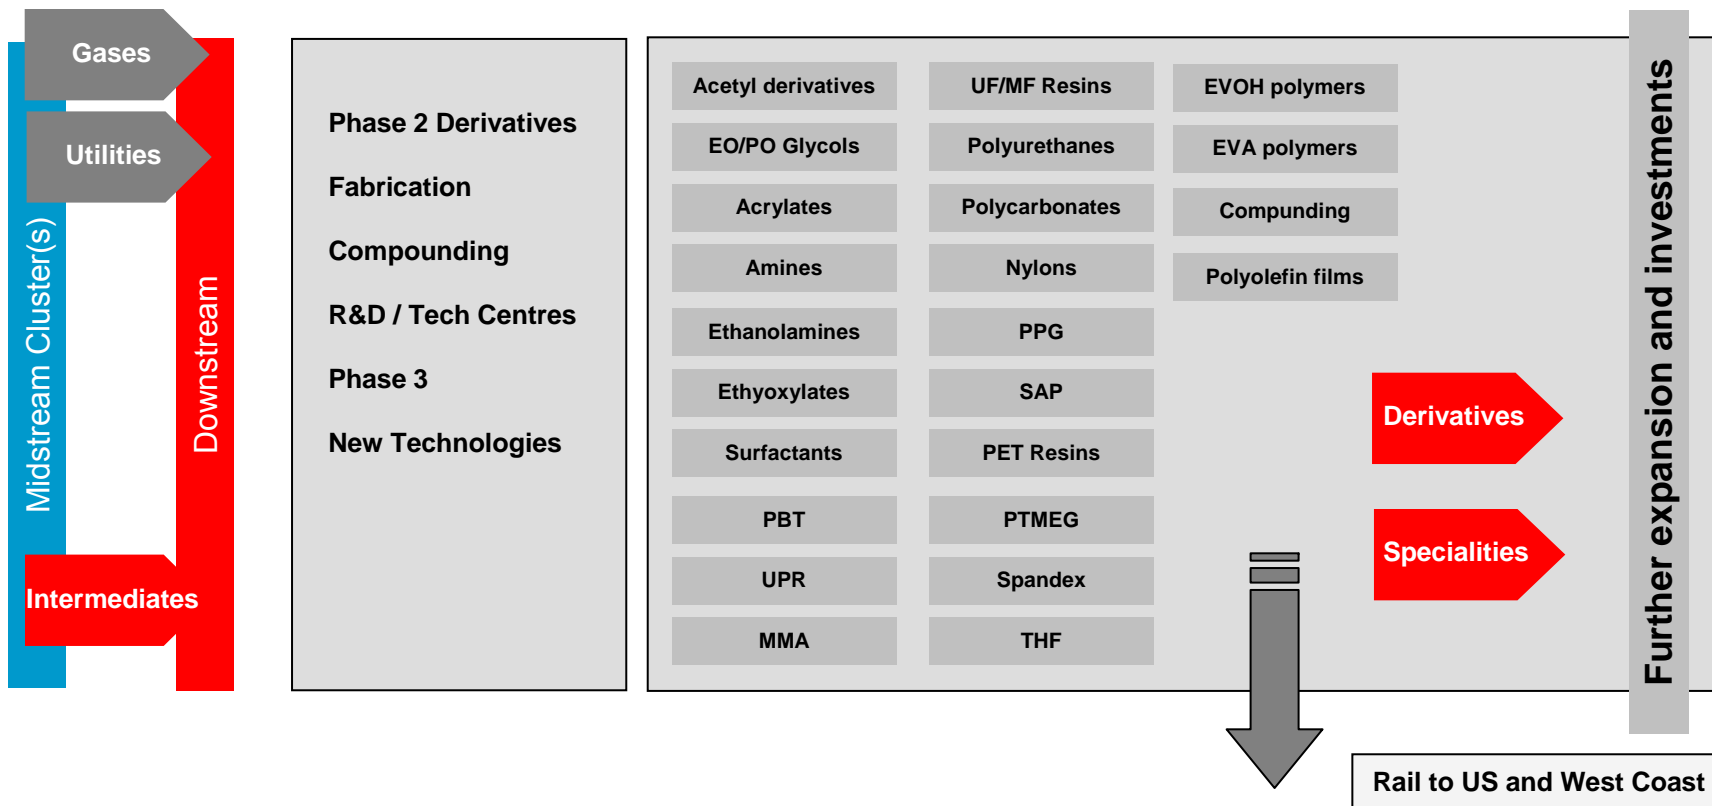 Gases
Utilities
Midstream Cluster(s)
Downstream
Intermediates
Phase 2 Derivatives
Fabrication
Compounding
R&D / Tech Centres
Phase 3
New Technologies
Acetyl derivatives
EO/PO Glycols
Acrylates
Amines
Ethanolamines
Ethyoxylates
Surfactants
PBT
UPR
MMA
UF/MF Resins
Polyurethanes
Polycarbonates
Nylons
PPG
SAP
PET Resins
PTMEG
Spandex
THF
EVOH polymers
EVA polymers
Compunding
Polyolefin films
Derivatives
Specialities
Further expansion and investments
Rail to US and West Coast